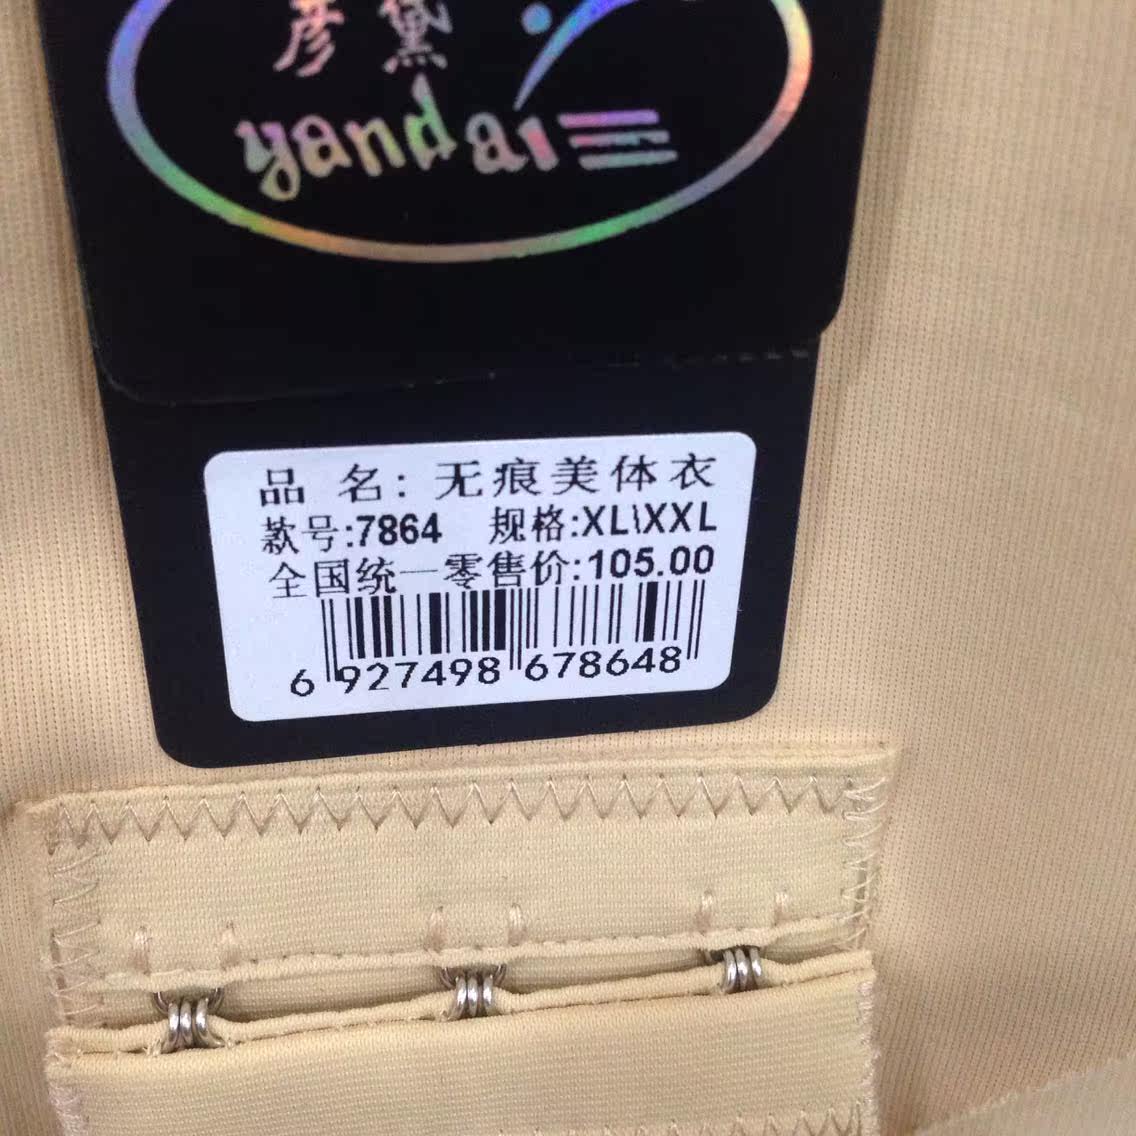 彦黛
yandai
品 名: 无痕美体衣
款号:7864 规格:XL\XXL
全国统一零售价:105.00
6 927498 678648